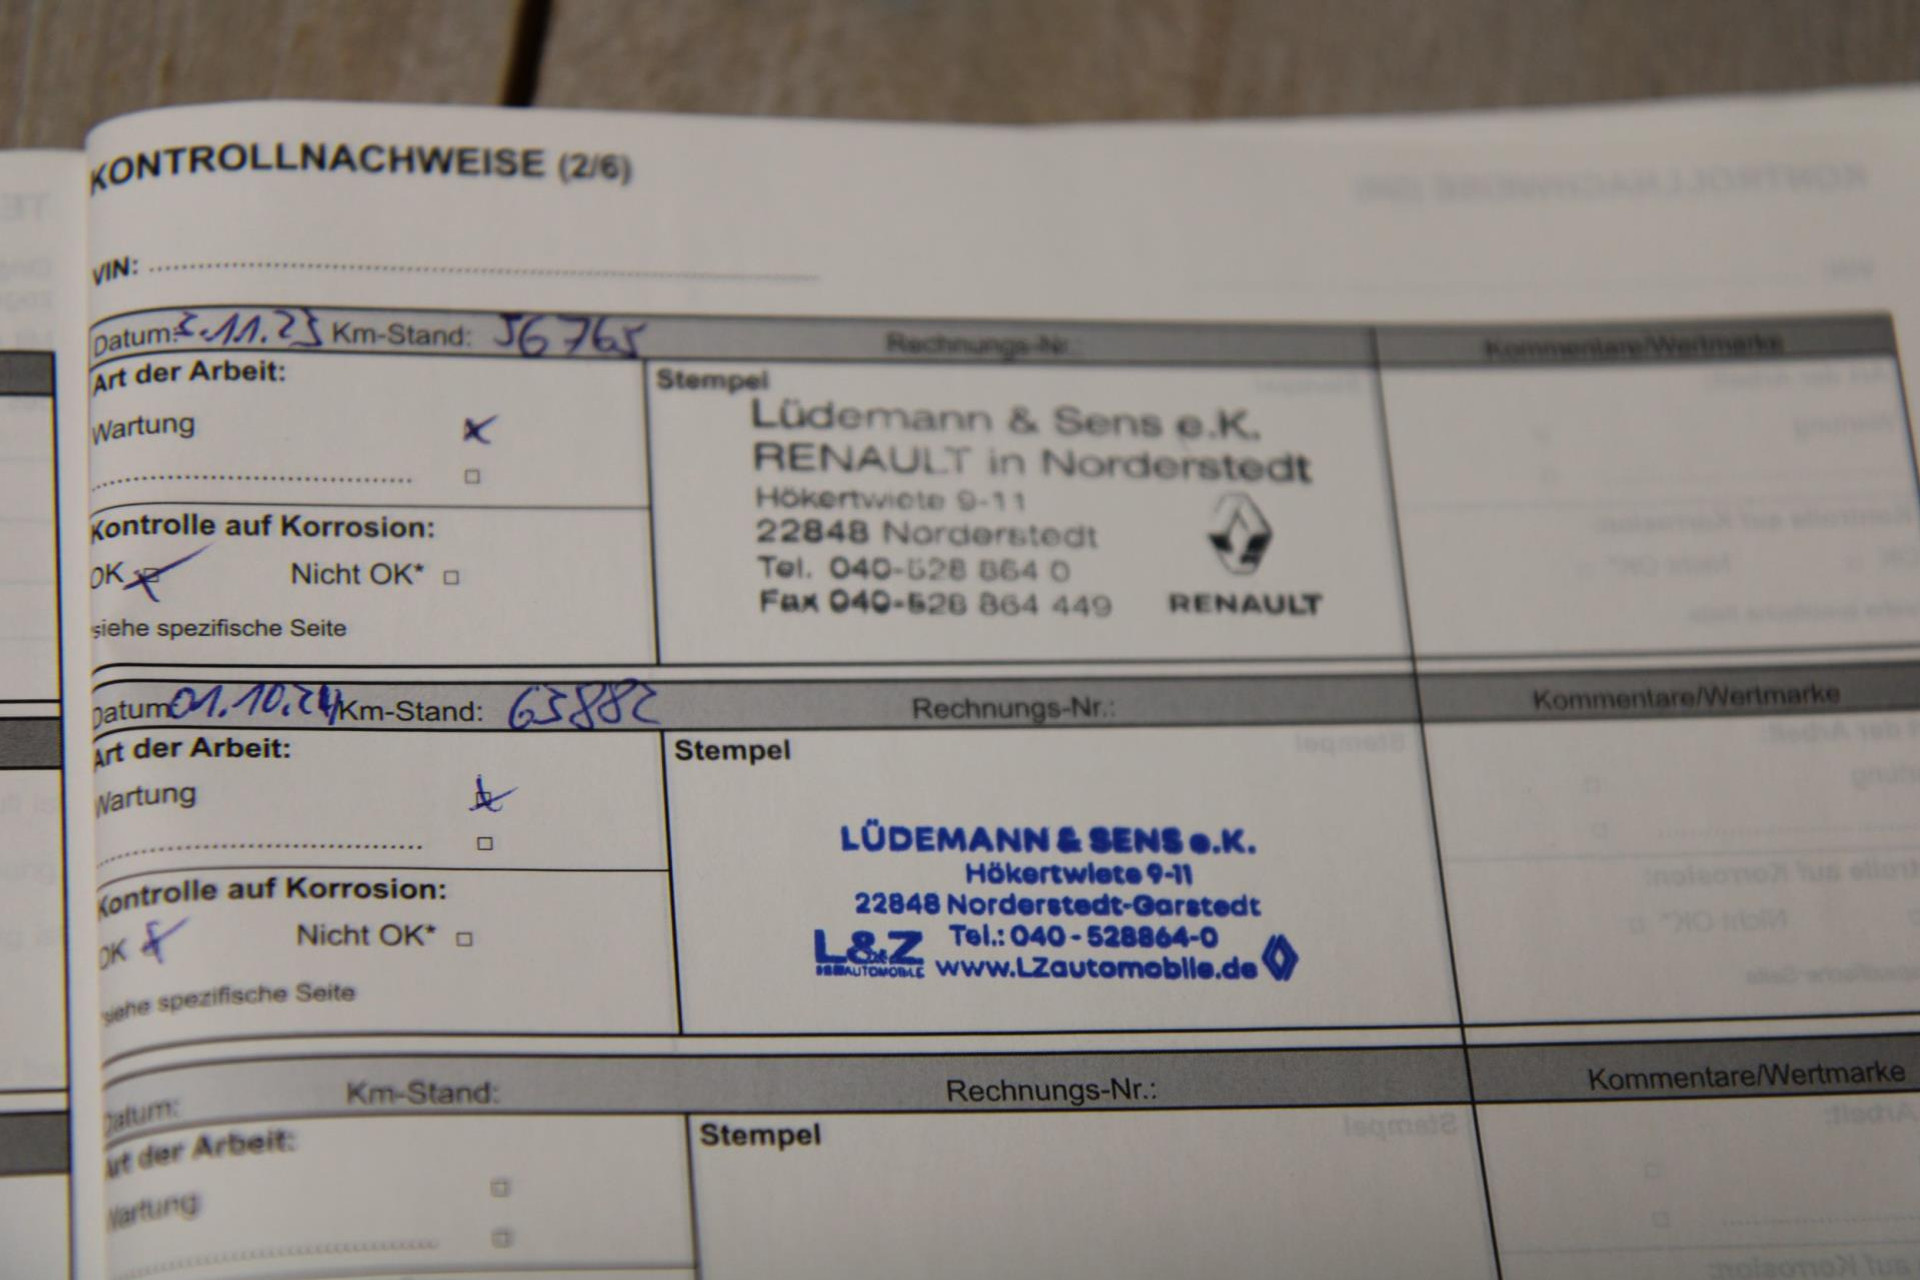 KONTROLLNACHWEISE (2/6)
VIN:
Datum: 2.11.23 Km-Stand: 56765 Rechnungs-Nr.: Kommentare/Wertmarke
Art der Arbeit:
Wartung
Kontrolle auf Korrosion:
OK Nicht OK*
siehe spezifische Seite
Stempel
Lüdemann & Sens e.K.
RENAULT in Norderstedt
Hökertwiete 9-11
22848 Norderstedt
Tel. 040-528 864 0
Fax 040-528 864 449
RENAULT
Datum 01.10.24 Km-Stand: 63882 Rechnungs-Nr.: Kommentare/Wertmarke
Art der Arbeit:
Wartung
Kontrolle auf Korrosion:
OK Nicht OK*
siehe spezifische Seite
Stempel
LÜDEMANN & SENS e.K.
Hökertwiete 9-11
22848 Norderstedt-Garstedt
Tel.: 040 - 528864-0
L&Z AUTOMOBILE www.LZautomobile.de
Datum: Km-Stand: Rechnungs-Nr.: Kommentare/Wertmarke
Art der Arbeit:
Wartung
Stempel